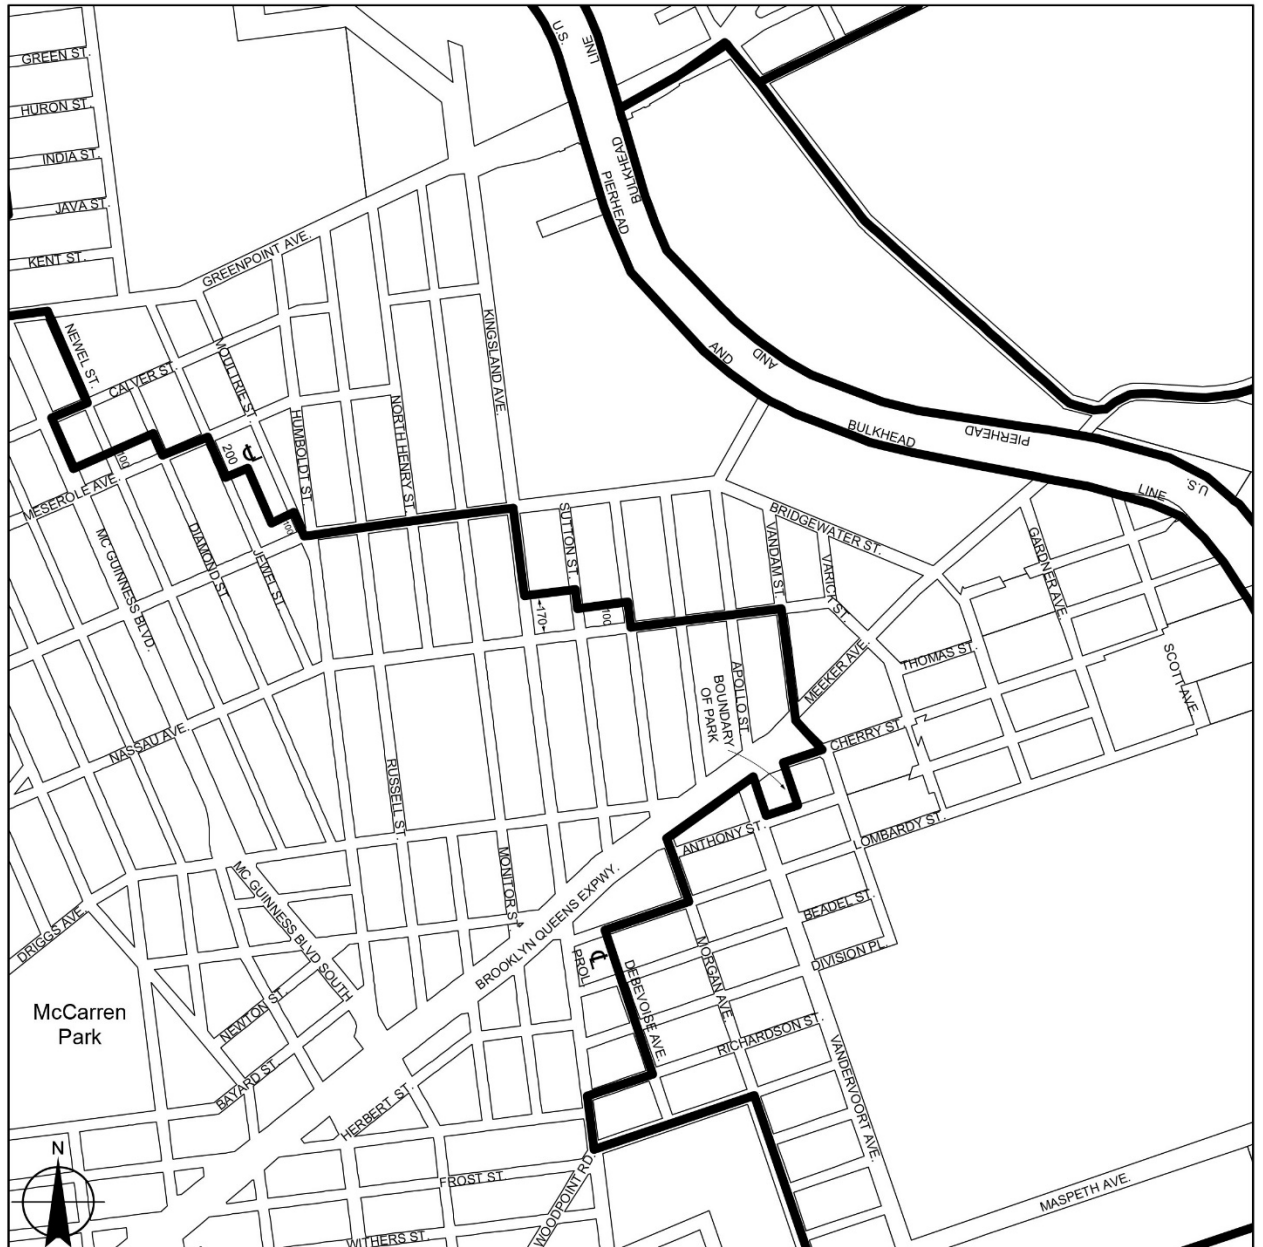 U.S.
LINE
GREEN ST.
HURON ST.
INDIA ST.
BULKHEAD
PIERHEAD
JAVA ST.
GREENPOINT AVE.
KENT ST.
NEWEL ST.
MOULTRIE ST.
KINGSLAND AVE.
AND
AND
CALVER ST.
NORTH HENRY ST.
HUMBOLDT ST.
BULKHEAD
PIERHEAD
200
℄
100
MESEROLE AVE.
U.S.
LINE
100
SUTTON ST.
BRIDGEWATER ST.
VANDAM ST.
VARICK ST.
GARDNER AVE.
MC GUINNESS BLVD.
DIAMOND ST
JEWEL ST.
170
100
THOMAS ST.
SCOTT AVE.
MEEKER AVE.
APOLLO ST.
BOUNDARY
OF PARK
CHERRY ST.
NASSAU AVE.
RUSSELL ST.
LOMBARDY ST.
ANTHONY ST.
MONITOR ST.
BROOKLYN QUEENS EXPWY.
MC GUINNESS BLVD SOUTH
DRIGGS AVE.
BEADEL ST.
DIVISION PL.
PROL
℄
DEBEVOISE AVE.
MORGAN AVE.
McCarren
Park
NEWTON ST
RICHARDSON ST.
VANDERVOORT AVE.
BAYARD ST
HERBERT ST.
N
FROST ST.
WOODPOINT RD.
MASPETH AVE.
WITHERS ST.